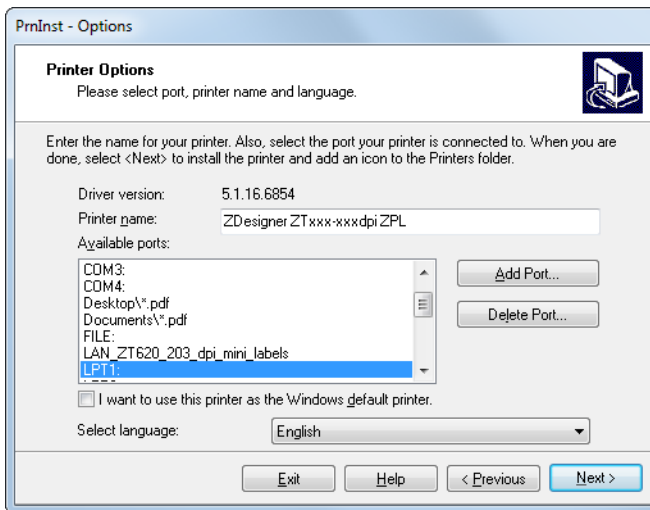 PrnInst - Options
Printer Options
Please select port, printer name and language.
Enter the name for your printer. Also, select the port your printer is connected to. When you are
done, select <Next> to install the printer and add an icon to the Printers folder.
Driver version: 5.1.16.6854
Printer name: ZDesigner ZTxxx-xxxdpi ZPL
Available ports:
COM3:
COM4:
Desktop\*.pdf
Documents\*.pdf
FILE:
LAN_ZT620_203_dpi_mini_labels
LPT1:
Add Port...
Delete Port...
I want to use this printer as the Windows default printer.
Select language: English
Exit Help < Previous Next >